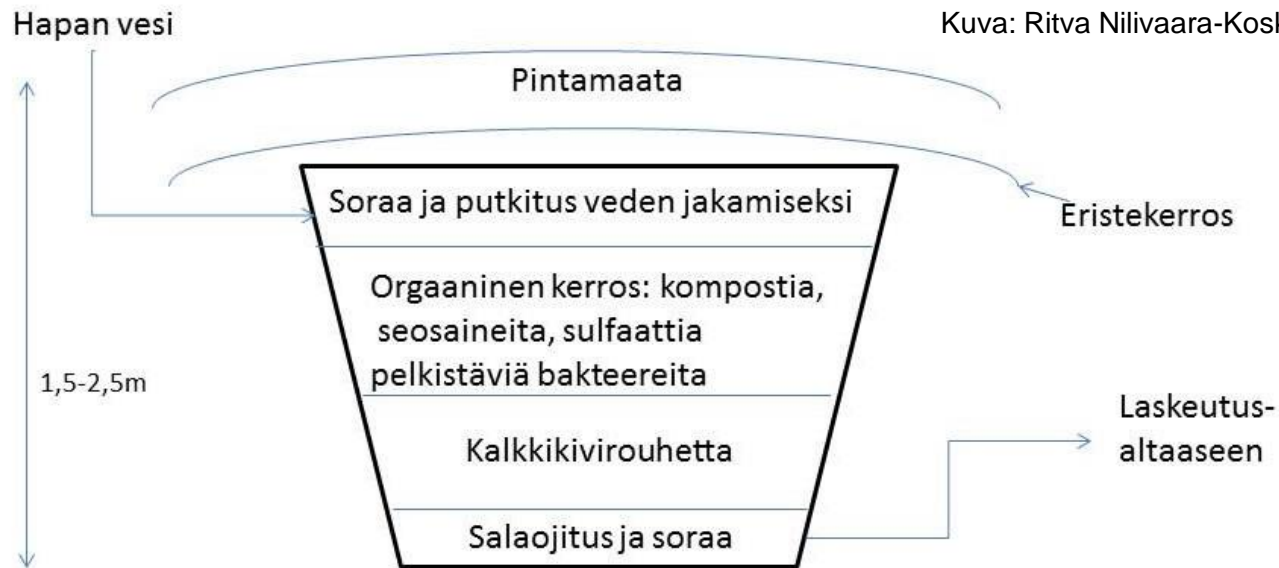 Hapan vesi
Kuva: Ritva Nilivaara-Kosk
Pintamaata
Soraa ja putkitus veden jakamiseksi
Eristekerros
Orgaaninen kerros: kompostia,
seosaineita, sulfaattia
pelkistäviä bakteereita
1,5-2,5m
Kalkkikivirouhetta
Laskeutus-
altaaseen
Salaojitus ja soraa